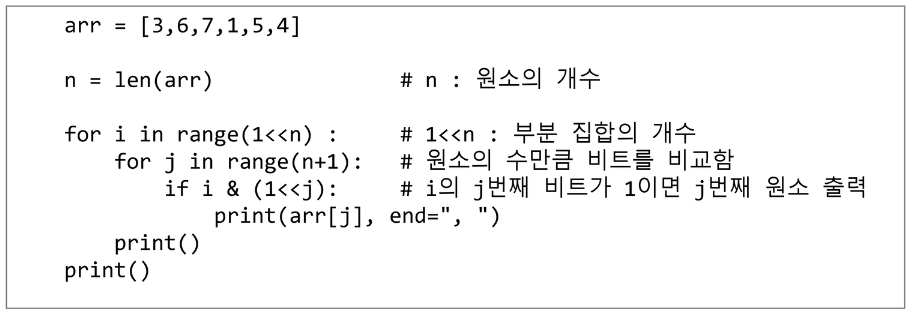 arr = [3,6,7,1,5,4]
n = len(arr) # n : 원소의 개수
for i in range(1<<n) : # 1<<n : 부분 집합의 개수
for j in range(n+1): # 원소의 수만큼 비트를 비교함
if i & (1<<j): # i의 j번째 비트가 1이면 j번째 원소 출력
print(arr[j], end=", ")
print()
print()